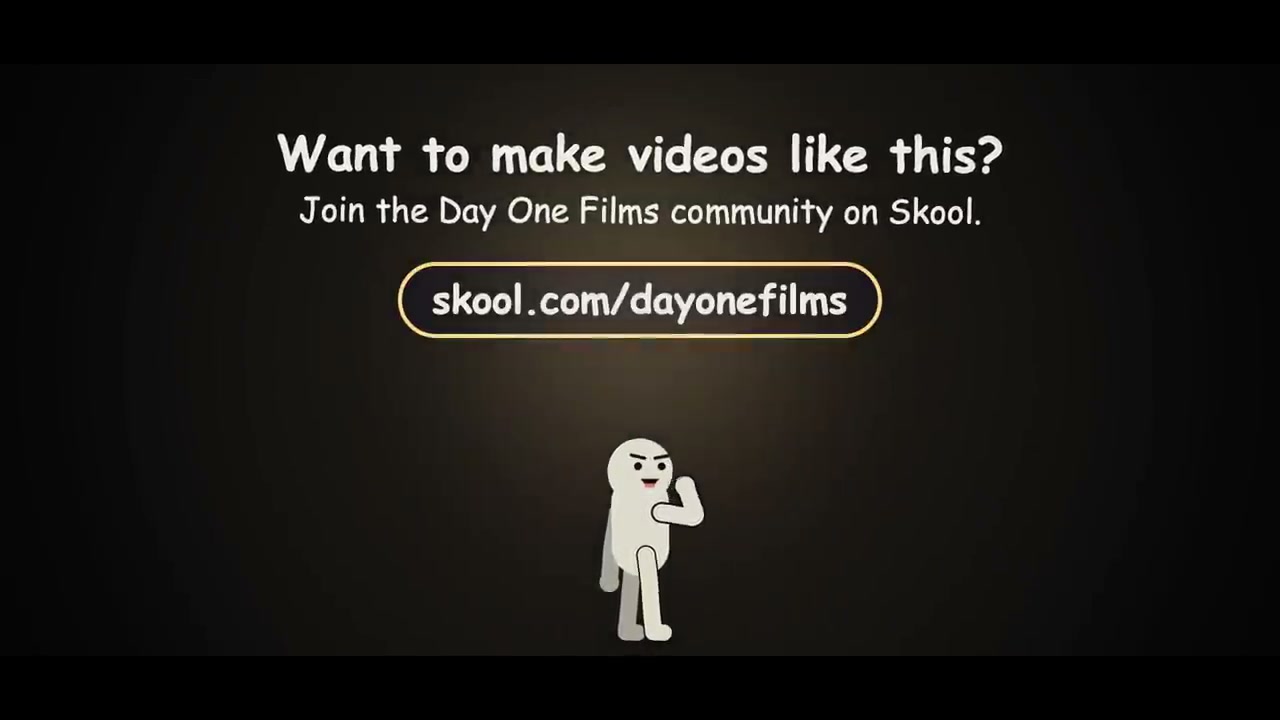 Want to make videos like this?
Join the Day One Films community on Skool.
skool.com/dayonefilms